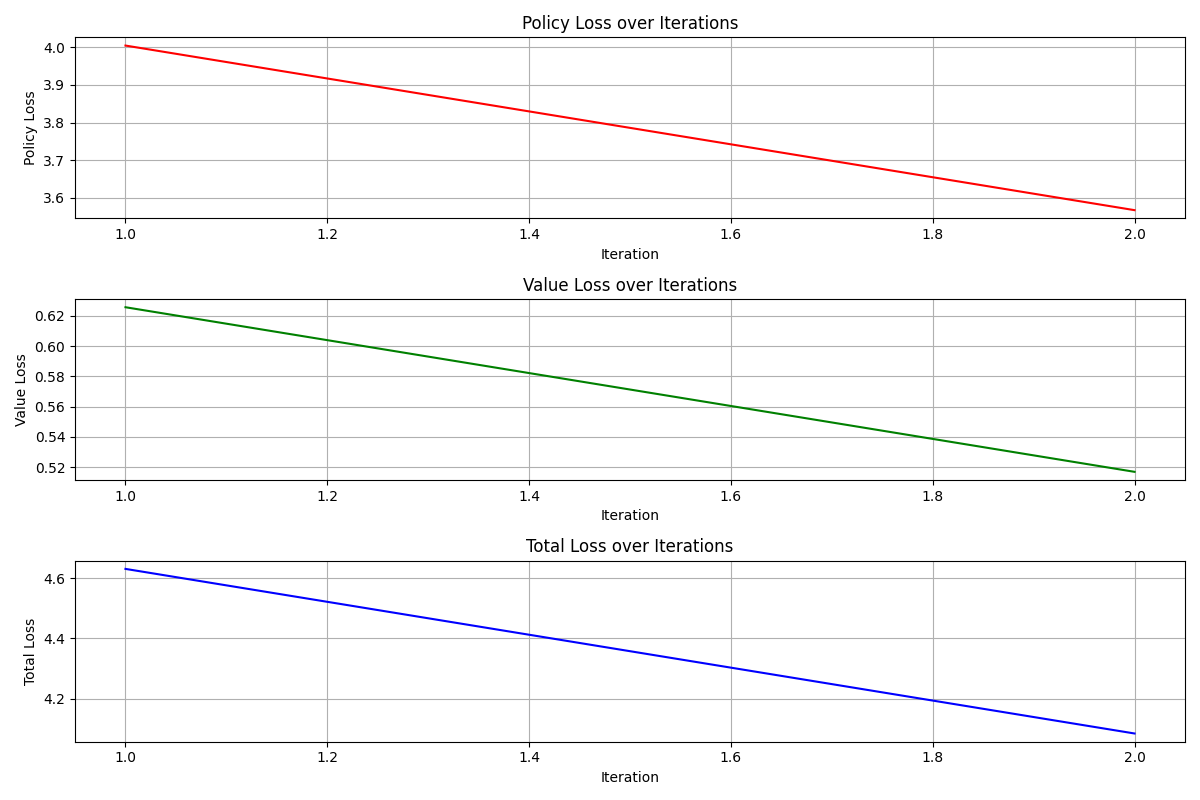 Policy Loss over Iterations
4.0
3.9
3.8
3.7
3.6
Policy Loss
1.0 1.2 1.4 1.6 1.8 2.0
Iteration
Value Loss over Iterations
0.62
0.60
0.58
0.56
0.54
0.52
Value Loss
1.0 1.2 1.4 1.6 1.8 2.0
Iteration
Total Loss over Iterations
4.6
4.4
4.2
Total Loss
1.0 1.2 1.4 1.6 1.8 2.0
Iteration